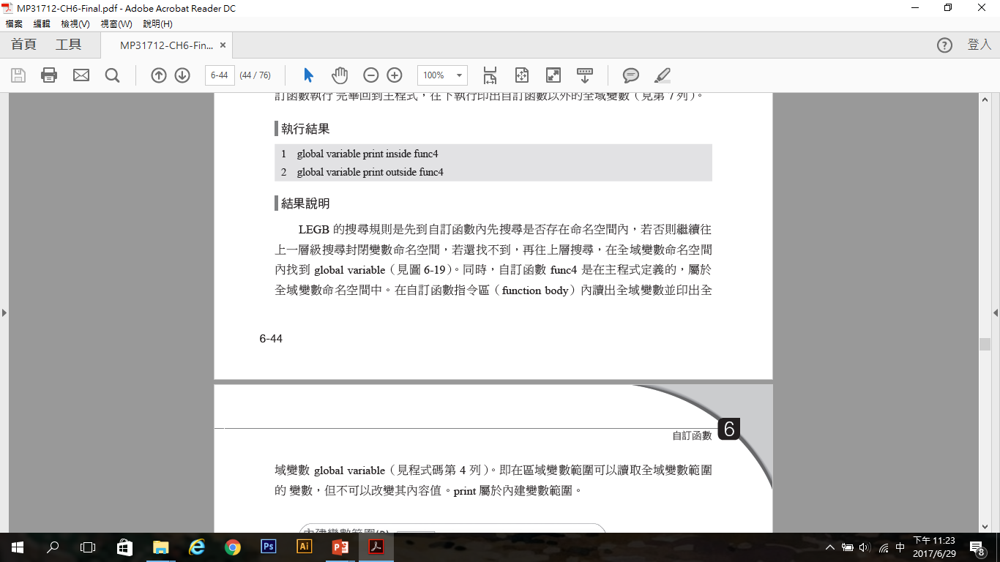 MP31712-CH6-Final.pdf - Adobe Acrobat Reader DC
檔案 編輯 檢視(V) 視窗(W) 說明(H)
首頁 工具 MP31712-CH6-Fin... × 登入
6-44 (44 / 76) 100%
訂函數執行 完畢回到主程式，在下執行印出自訂函數以外的全域變數（見第 7 列）。
執行結果
1 global variable print inside func4
2 global variable print outside func4
結果說明
LEGB 的搜尋規則是先到自訂函數內先搜尋是否存在命名空間內，若否則繼續往
上一層級搜尋封閉變數命名空間，若還找不到，再往上層搜尋，在全域變數命名空間
內找到 global variable（見圖 6-19）。同時，自訂函數 func4 是在主程式定義的，屬於
全域變數命名空間中。在自訂函數指令區（function body）內讀出全域變數並印出全
6-44
6
自訂函數
域變數 global variable（見程式碼第 4 列）。即在區域變數範圍可以讀取全域變數範圍
的 變數，但不可以改變其內容值。print 屬於內建變數範圍。
內建變數範圍(B)
Ps Ai 中 下午 11:23
2017/6/29 8